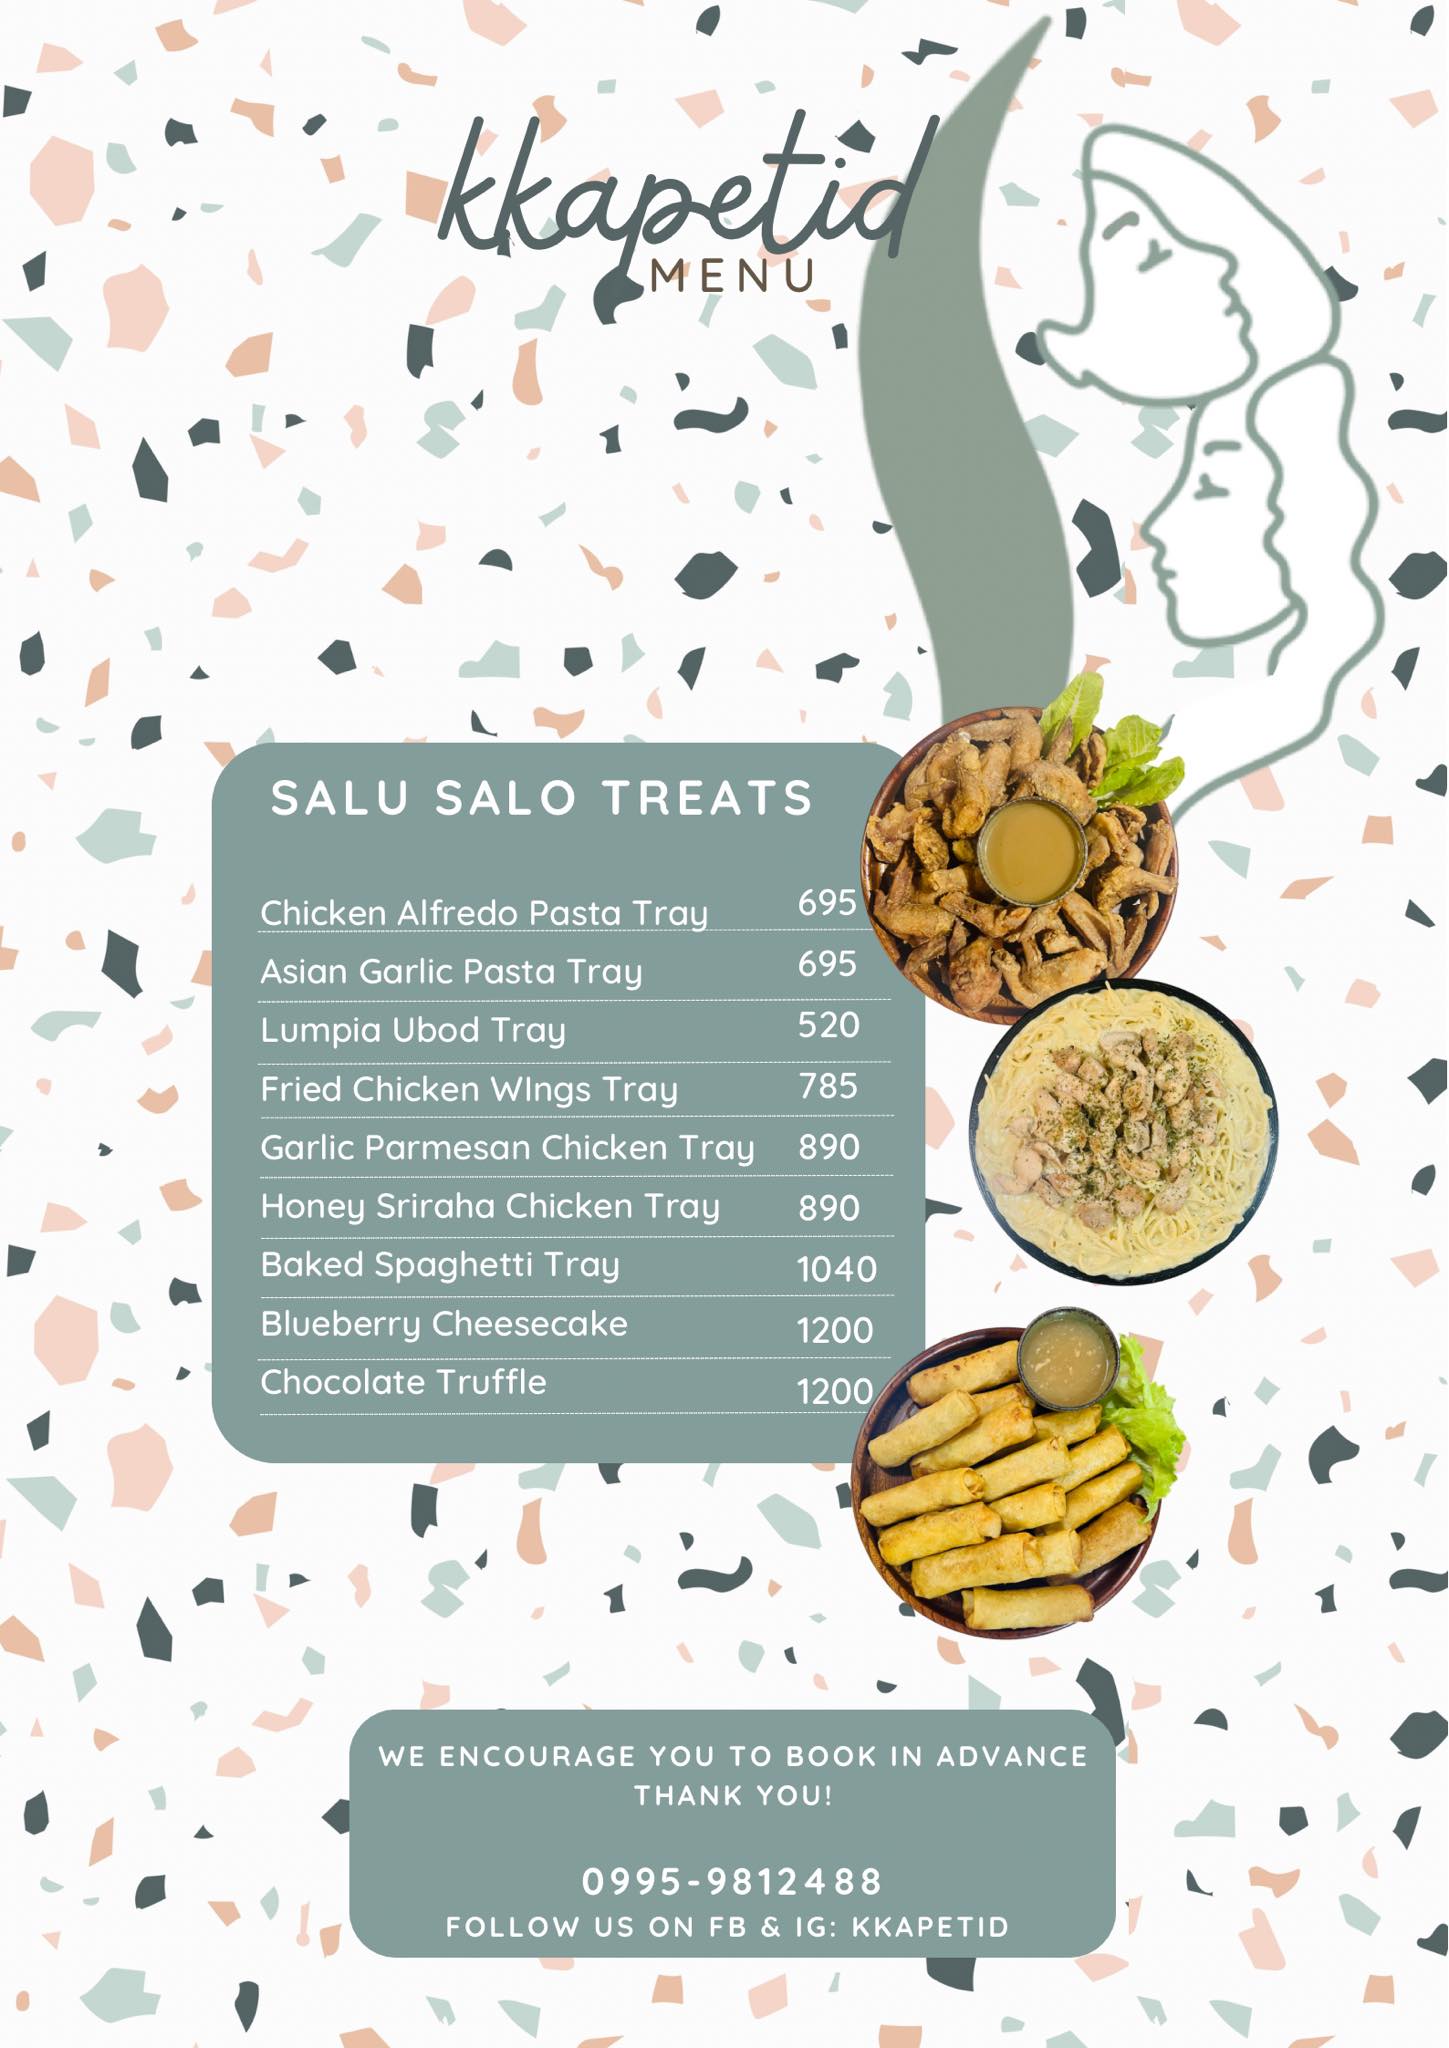 kkapetid
MENU
SALU SALO TREATS
Chicken Alfredo Pasta Tray 695
Asian Garlic Pasta Tray 695
Lumpia Ubod Tray 520
Fried Chicken WIngs Tray 785
Garlic Parmesan Chicken Tray 890
Honey Sriraha Chicken Tray 890
Baked Spaghetti Tray 1040
Blueberry Cheesecake 1200
Chocolate Truffle 1200
WE ENCOURAGE YOU TO BOOK IN ADVANCE
THANK YOU!
0995-9812488
FOLLOW US ON FB & IG: KKAPETID